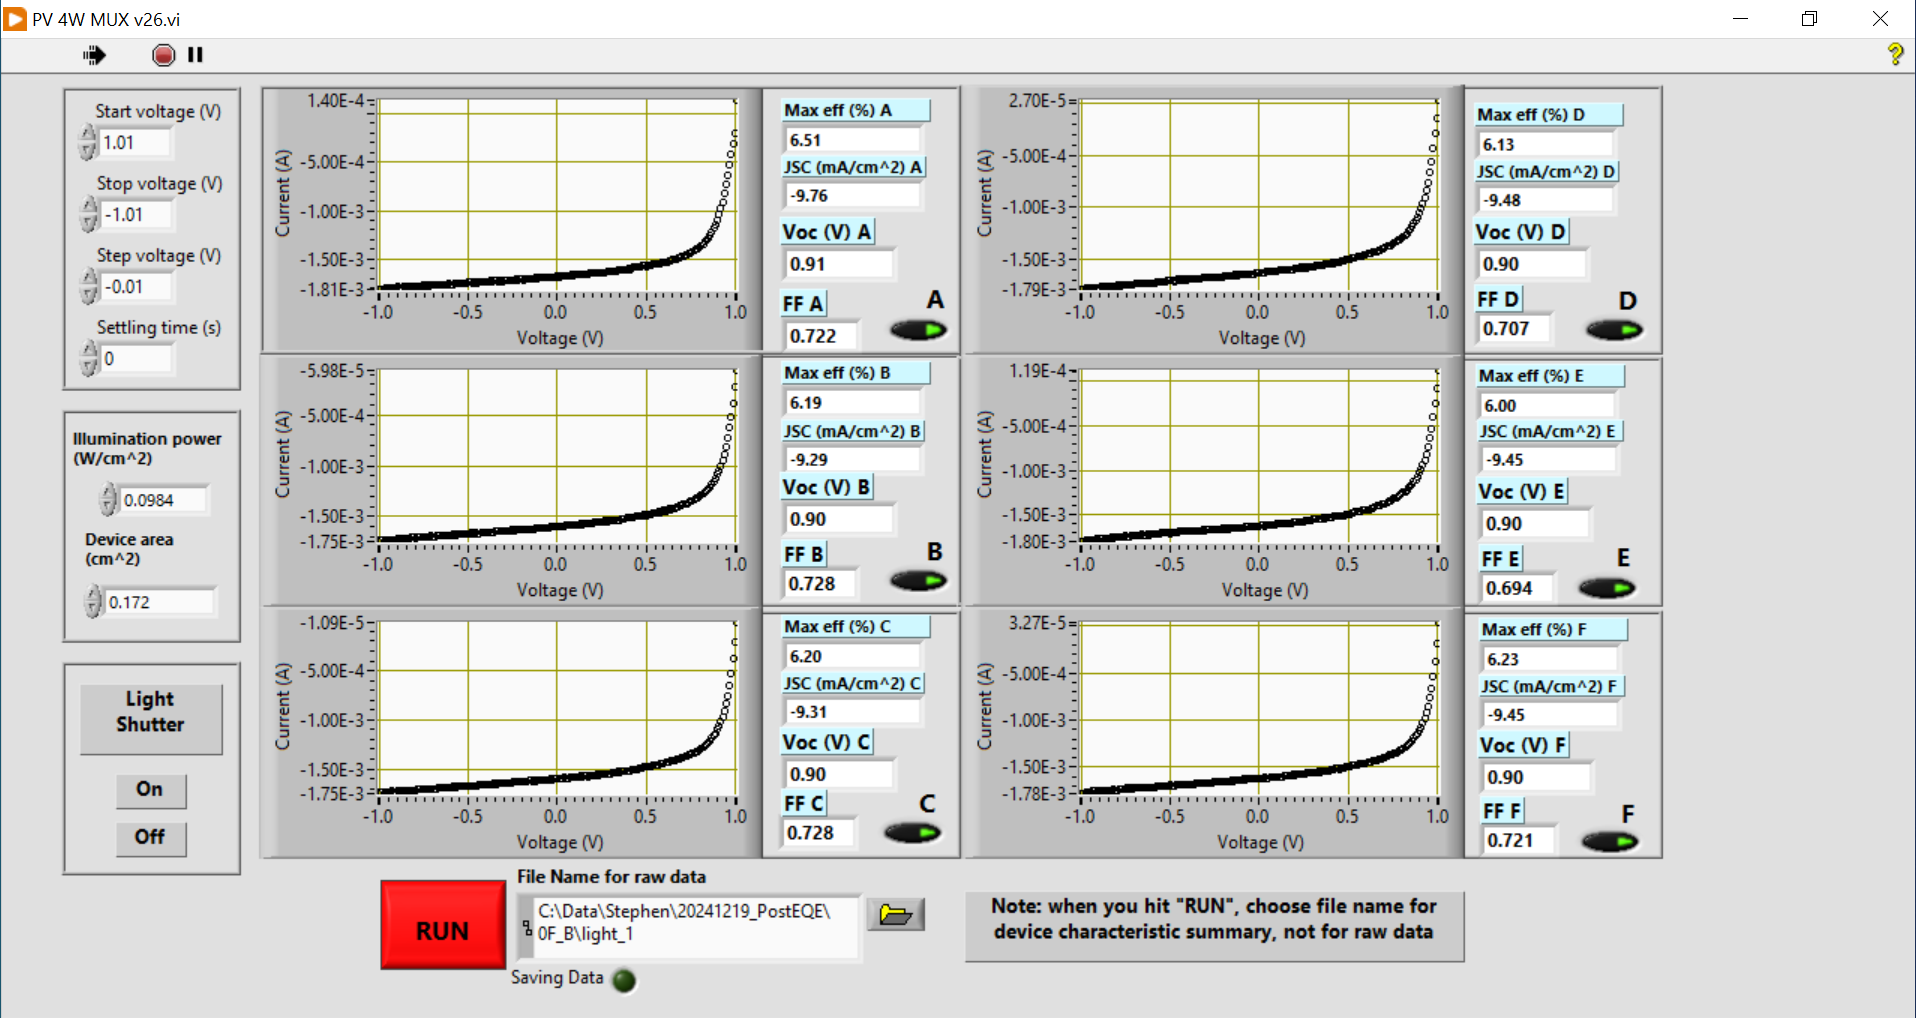 PV 4W MUX v26.vi
Start voltage (V)
1.01
Stop voltage (V)
-1.01
Step voltage (V)
-0.01
Settling time (s)
0
Illumination power
(W/cm^2)
0.0984
Device area
(cm^2)
0.172
Light
Shutter
On
Off
1.40E-4
-5.00E-4
-1.00E-3
-1.50E-3
-1.81E-3
Current (A)
-1.0 -0.5 0.0 0.5 1.0
Voltage (V)
Max eff (%) A
6.51
JSC (mA/cm^2) A
-9.76
Voc (V) A
0.91
FF A
0.722
A
2.70E-5
-5.00E-4
-1.00E-3
-1.50E-3
-1.79E-3
Current (A)
-1.0 -0.5 0.0 0.5 1.0
Voltage (V)
Max eff (%) D
6.13
JSC (mA/cm^2) D
-9.48
Voc (V) D
0.90
FF D
0.707
D
-5.98E-5
-5.00E-4
-1.00E-3
-1.50E-3
-1.75E-3
Current (A)
-1.0 -0.5 0.0 0.5 1.0
Voltage (V)
Max eff (%) B
6.19
JSC (mA/cm^2) B
-9.29
Voc (V) B
0.90
FF B
0.728
B
1.19E-4
-5.00E-4
-1.00E-3
-1.50E-3
-1.80E-3
Current (A)
-1.0 -0.5 0.0 0.5 1.0
Voltage (V)
Max eff (%) E
6.00
JSC (mA/cm^2) E
-9.45
Voc (V) E
0.90
FF E
0.694
E
-1.09E-5
-5.00E-4
-1.00E-3
-1.50E-3
-1.75E-3
Current (A)
-1.0 -0.5 0.0 0.5 1.0
Voltage (V)
Max eff (%) C
6.20
JSC (mA/cm^2) C
-9.31
Voc (V) C
0.90
FF C
0.728
C
3.27E-5
-5.00E-4
-1.00E-3
-1.50E-3
-1.78E-3
Current (A)
-1.0 -0.5 0.0 0.5 1.0
Voltage (V)
Max eff (%) F
6.23
JSC (mA/cm^2) F
-9.45
Voc (V) F
0.90
FF F
0.721
F
RUN
File Name for raw data
C:\Data\Stephen\20241219_PostEQE\
0F_B\light_1
Saving Data
Note: when you hit "RUN", choose file name for
device characteristic summary, not for raw data